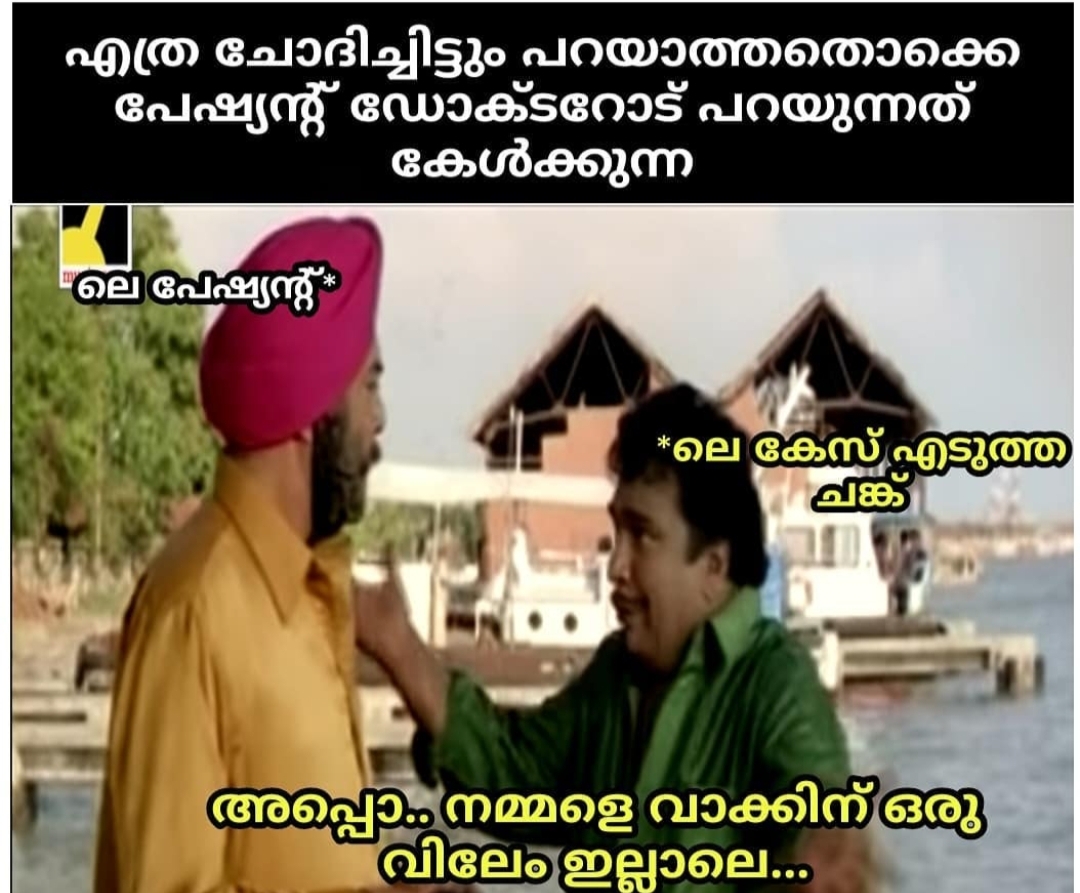 എത്ര ചോദിച്ചിട്ടും പറയാത്തതൊക്കെ
പേഷ്യന്റ് ഡോക്ടറോട് പറയുന്നത്
കേൾക്കുന്ന
ലെ പേഷ്യന്റ്*
*ലെ കേസ് എടുത്ത
ചങ്ക്
അപ്പൊ.. നമ്മളെ വാക്കിന് ഒരു
വിലേം ഇല്ലാലെ...